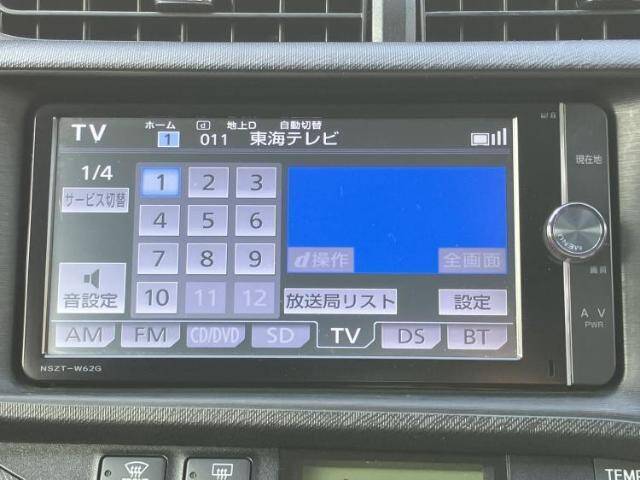 TV ホーム d 地上D 自動切替
1 011 東海テレビ
現在地
1/4
サービス切替
1 2 3
4 5 6
7 8 9
10 11 12
MENU
d操作 全画面
画質
音設定
放送局リスト 設定
A V
PWR
AM FM CD/DVD SD TV DS BT
NSZT-W62G
TEMP